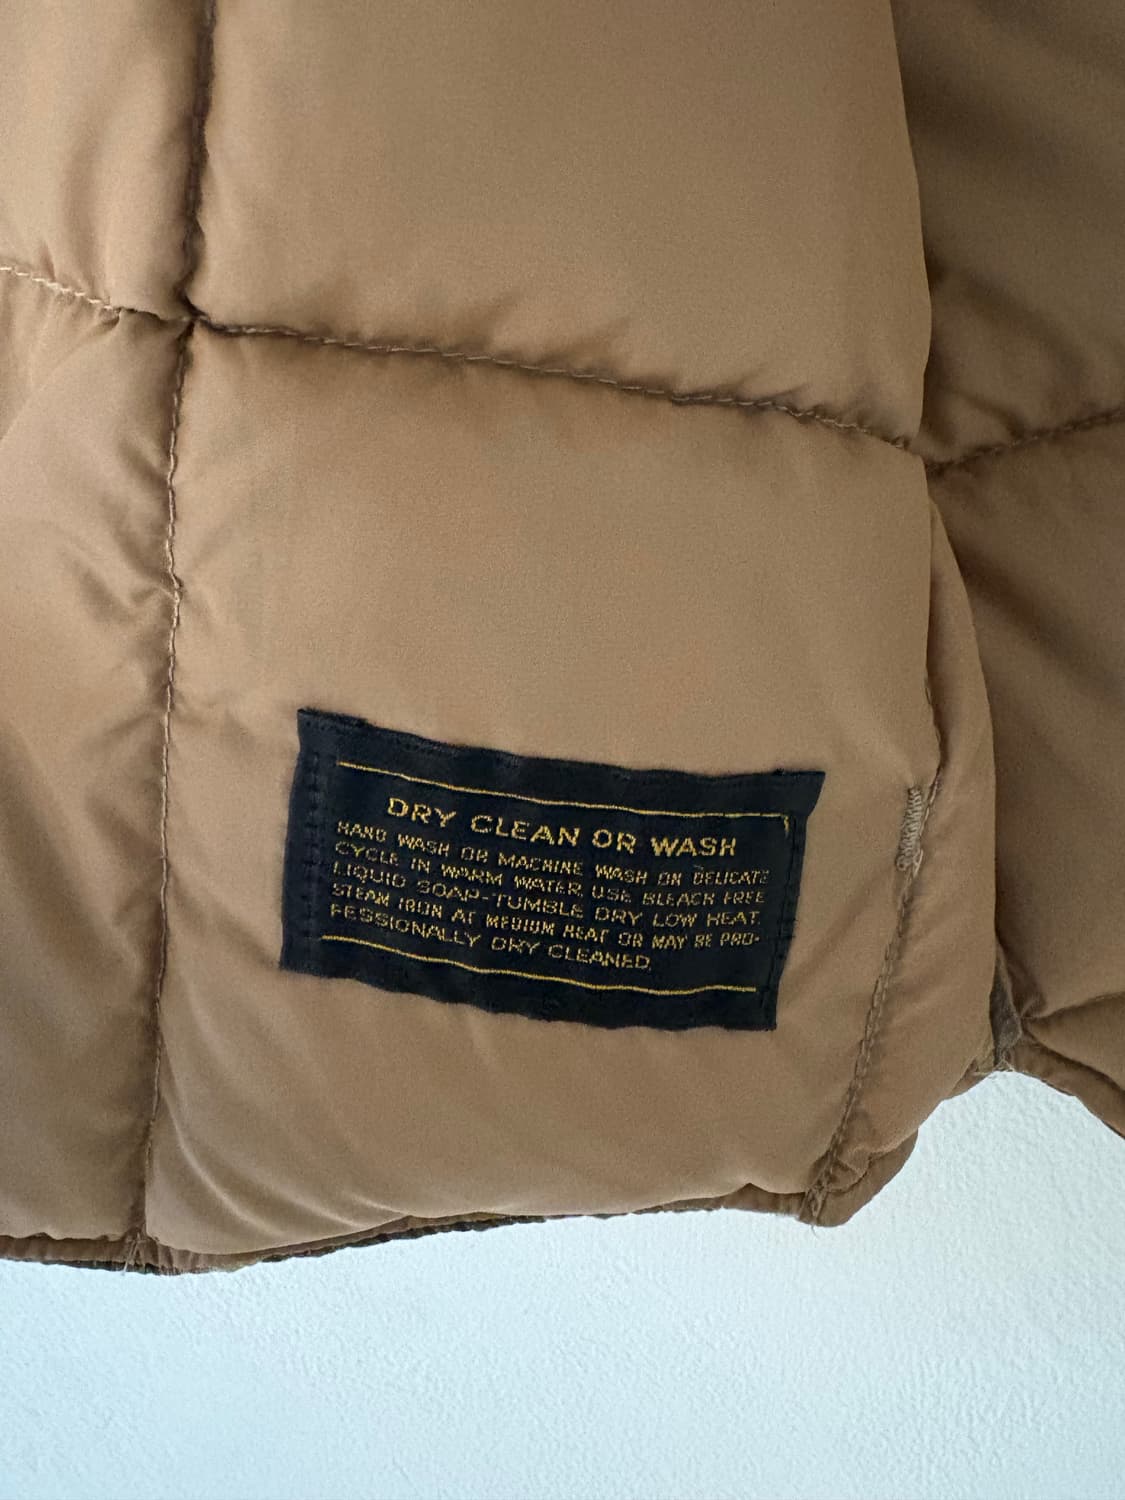 DRY CLEAN OR WASH
HAND WASH OR MACHINE WASH ON DELICATE
CYCLE IN WARM WATER. USE BLEACH FREE
LIQUID SOAP-TUMBLE DRY LOW HEAT.
STEAM IRON AT MEDIUM HEAT OR MAY BE PRO-
FESSIONALLY DRY CLEANED.